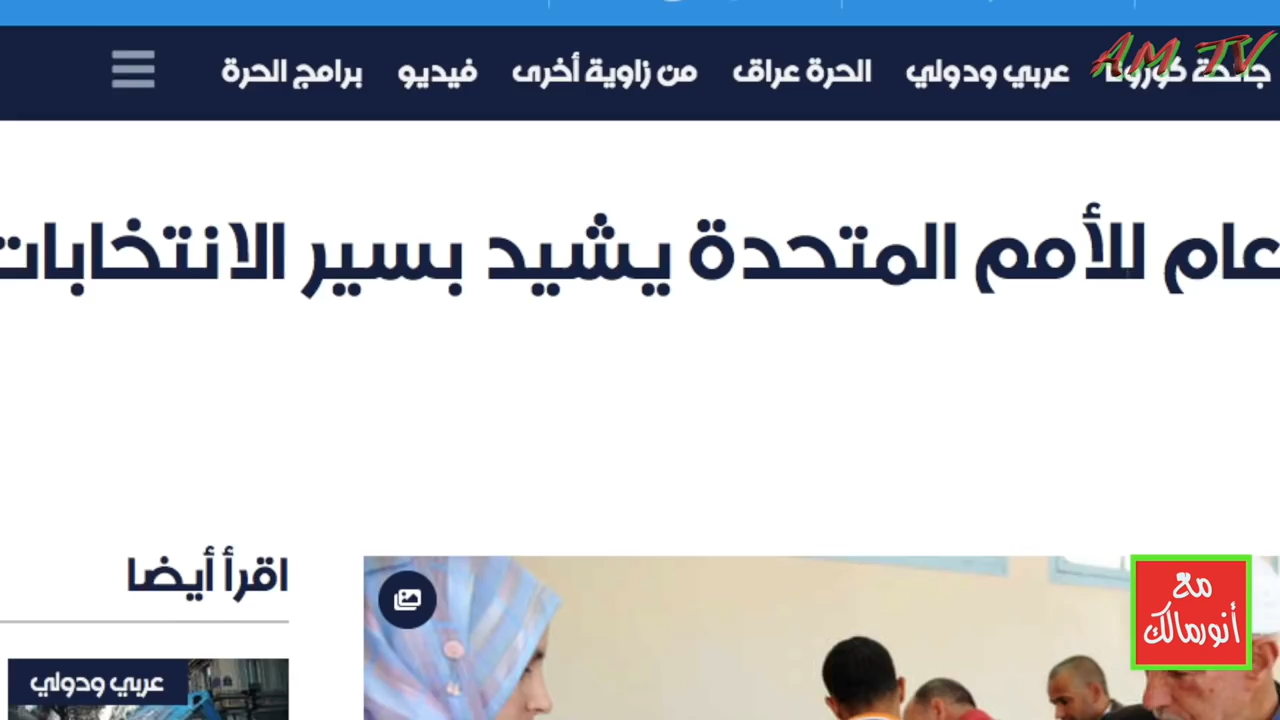 AM TV
جائحة كورونا عربي ودولي الحرة عراق من زاوية أخرى فيديو برامج الحرة
عام للأمم المتحدة يشيد بسير الانتخابات
اقرأ أيضا
عربي ودولي
مع
أنورمالك